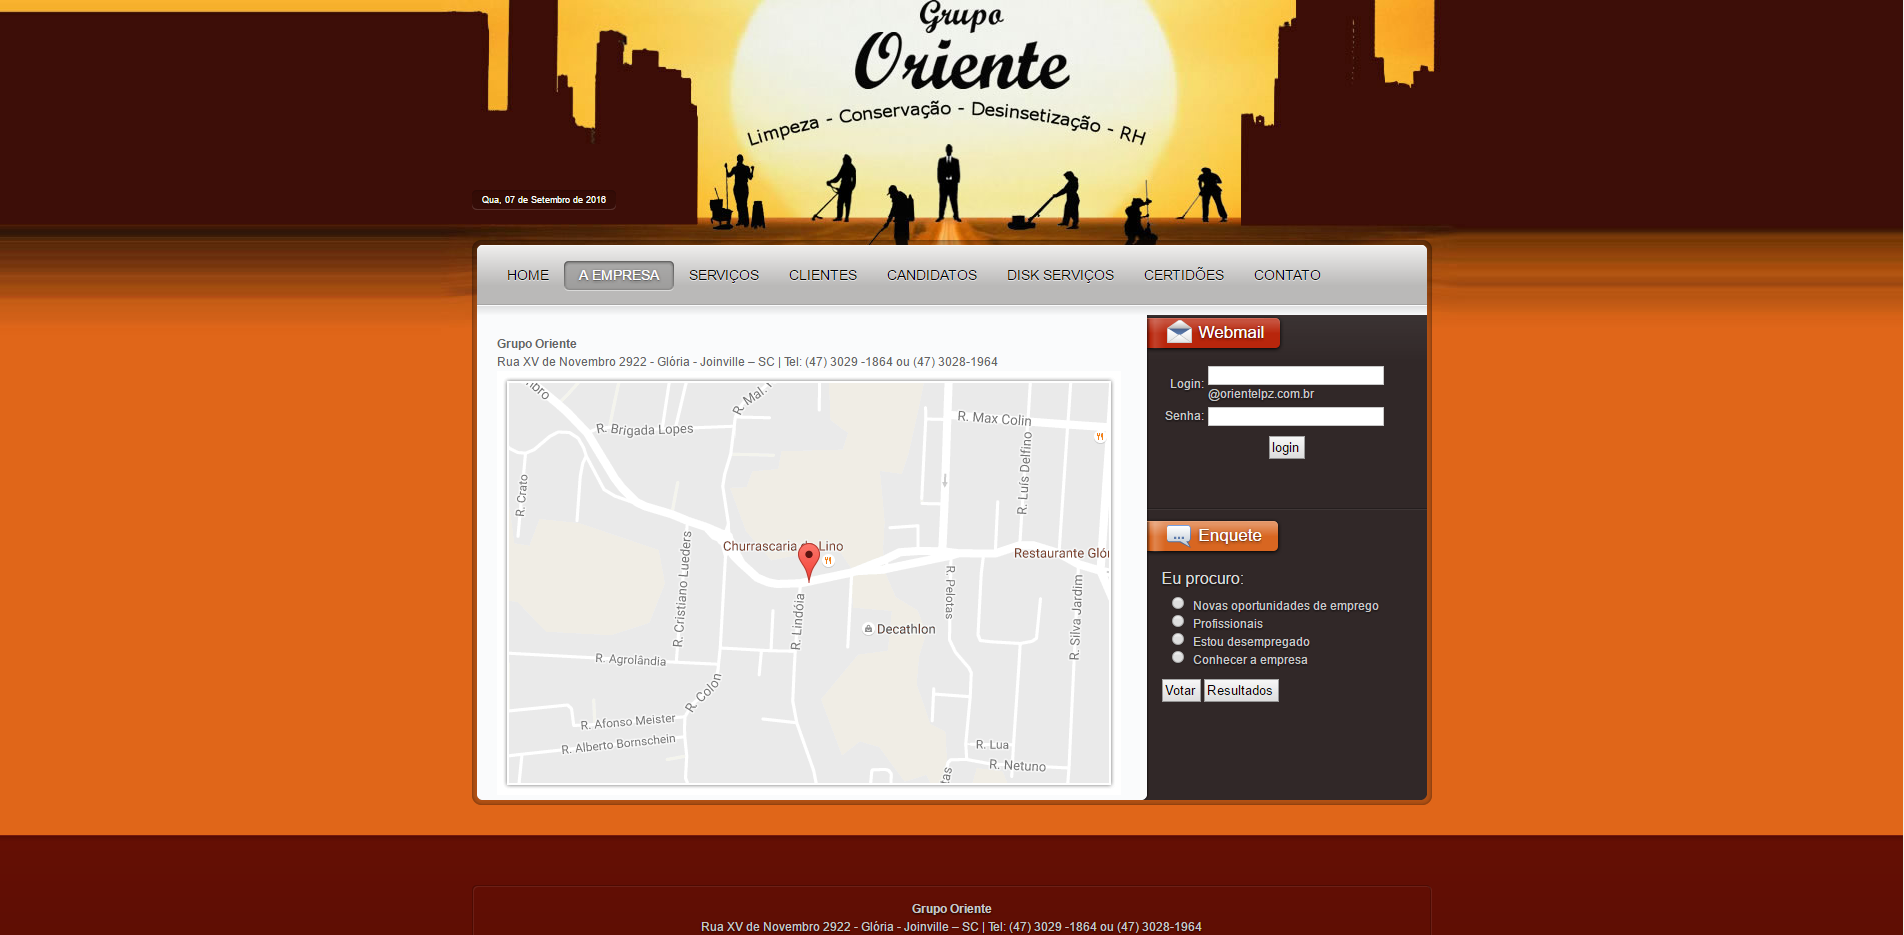 Grupo
Oriente
Limpeza - Conservação - Desinsetização - RH
Qua, 07 de Setembro de 2016
HOME A EMPRESA SERVIÇOS CLIENTES CANDIDATOS DISK SERVIÇOS CERTIDÕES CONTATO
Grupo Oriente
Rua XV de Novembro 2922 - Glória - Joinville – SC | Tel: (47) 3029 -1864 ou (47) 3028-1964
R. Mal.
R. Brigada Lopes
R. Max Colin
R. Crato
R. Luís Delfino
R. Cristiano Lueders
Churrascaria do Lino
Restaurante Gló
R. Pelotas
R. Lindóia
R. Silva Jardim
Decathlon
R. Agrolândia
R. Colon
R. Afonso Meister
R. Alberto Bornschein
R. Lua
R. Netuno
tas
Webmail
Login:
@orientelpz.com.br
Senha:
login
Enquete
Eu procuro:
Novas oportunidades de emprego
Profissionais
Estou desempregado
Conhecer a empresa
Votar Resultados
Grupo Oriente
Rua XV de Novembro 2922 - Glória - Joinville – SC | Tel: (47) 3029 -1864 ou (47) 3028-1964